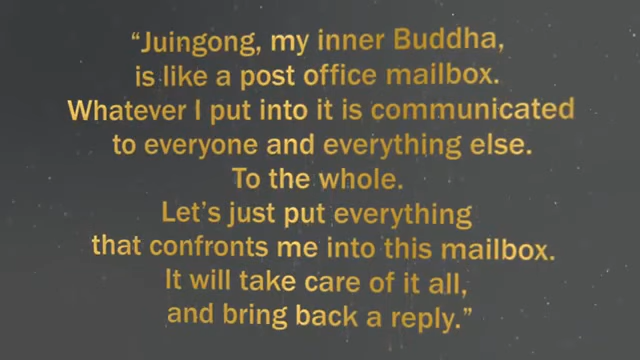 “Juingong, my inner Buddha,
is like a post office mailbox.
Whatever I put into it is communicated
to everyone and everything else.
To the whole.
Let’s just put everything
that confronts me into this mailbox.
It will take care of it all,
and bring back a reply.”